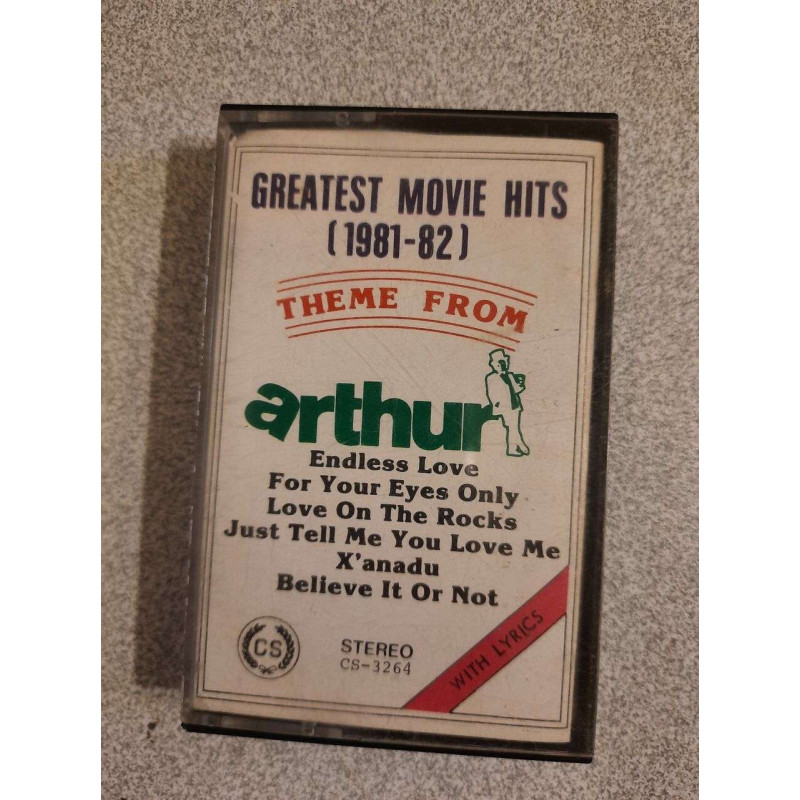 GREATEST MOVIE HITS
(1981-82)
THEME FROM
arthur
Endless Love
For Your Eyes Only
Love On The Rocks
Just Tell Me You Love Me
X'anadu
Believe It Or Not
CS
STEREO
CS-3264
WITH LYRICS